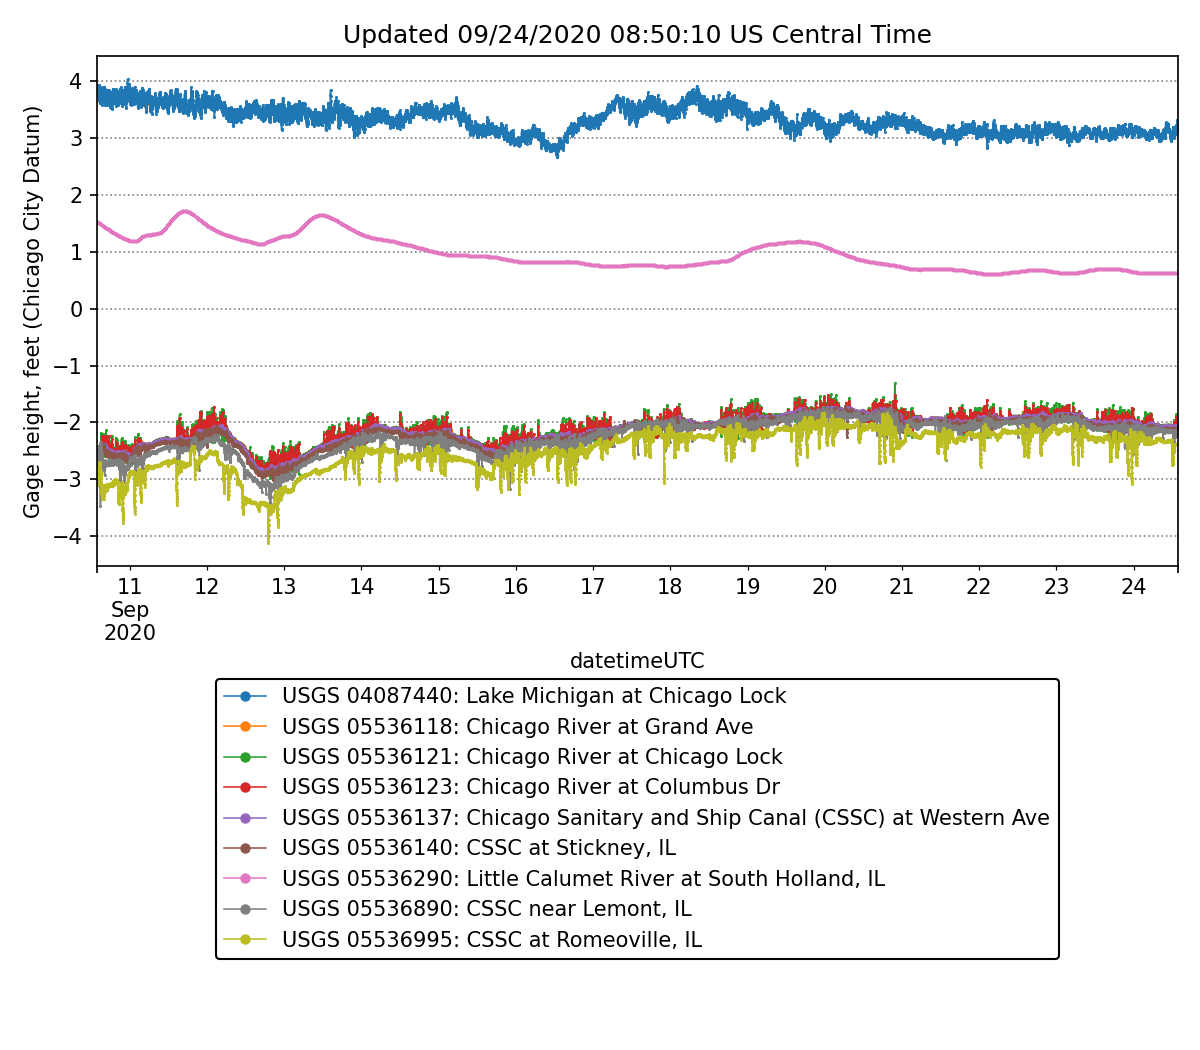 Updated 09/24/2020 08:50:10 US Central Time
Gage height, feet (Chicago City Datum)
4
3
2
1
0
−1
−2
−3
−4
11 12 13 14 15 16 17 18 19 20 21 22 23 24
Sep
2020
datetimeUTC
USGS 04087440: Lake Michigan at Chicago Lock
USGS 05536118: Chicago River at Grand Ave
USGS 05536121: Chicago River at Chicago Lock
USGS 05536123: Chicago River at Columbus Dr
USGS 05536137: Chicago Sanitary and Ship Canal (CSSC) at Western Ave
USGS 05536140: CSSC at Stickney, IL
USGS 05536290: Little Calumet River at South Holland, IL
USGS 05536890: CSSC near Lemont, IL
USGS 05536995: CSSC at Romeoville, IL